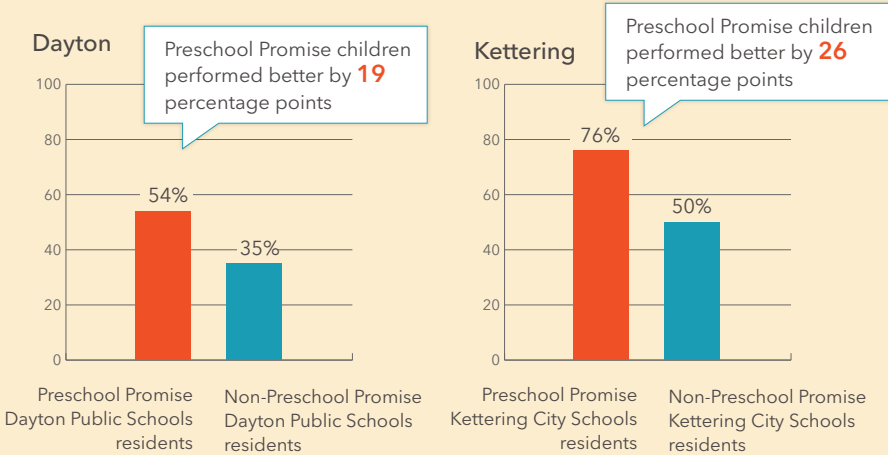 Dayton
Preschool Promise children
performed better by 19
percentage points
100
80
60
40
20
0
54%
35%
Preschool Promise
Dayton Public Schools
residents
Non-Preschool Promise
Dayton Public Schools
residents
Kettering
Preschool Promise children
performed better by 26
percentage points
100
80
60
40
20
0
76%
50%
Preschool Promise
Kettering City Schools
residents
Non-Preschool Promise
Kettering City Schools
residents